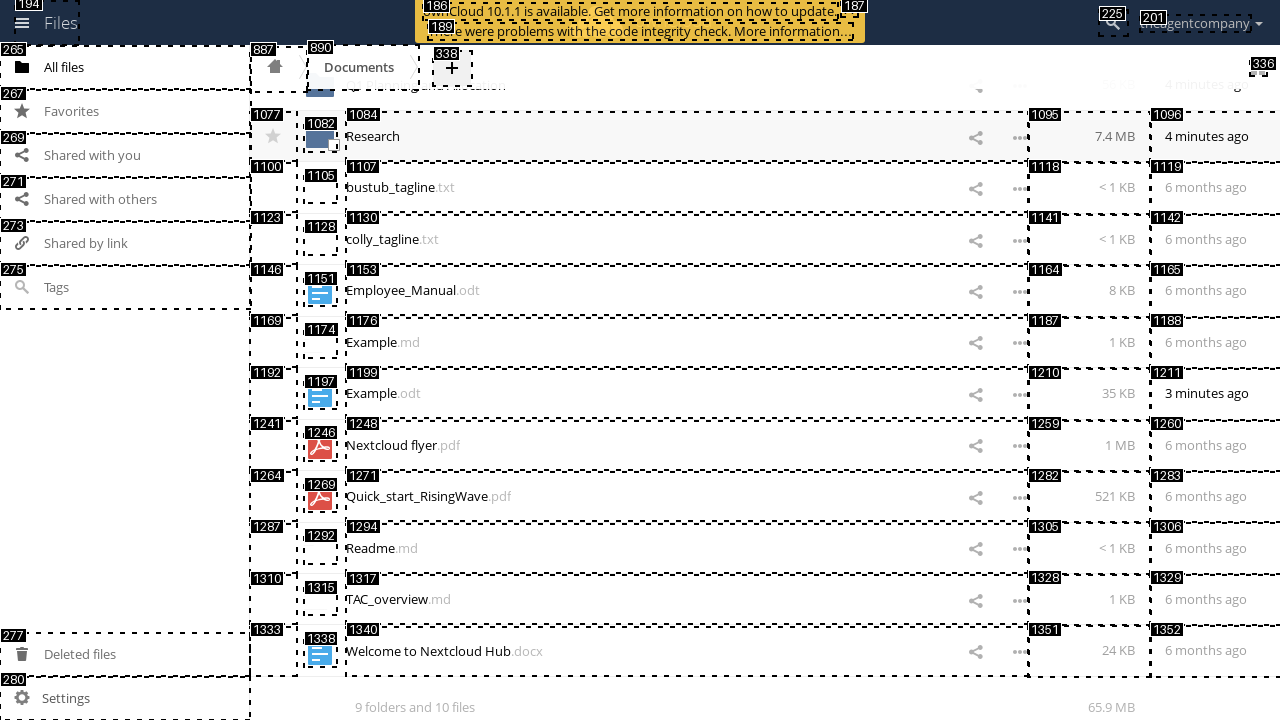 194
Files
186
ownCloud 10.1.1 is available. Get more information on how to update.
187
189
There were problems with the code integrity check. More information…
225
201
theagentcompany
265
All files
267
Favorites
269
Shared with you
271
Shared with others
273
Shared by link
275
Tags
277
Deleted files
280
Settings
887
890
Documents
338
+
336
4 minutes ago
1077
1082
1084
Research
1095
7.4 MB
1096
4 minutes ago
1100
1105
1107
bustub_tagline.txt
1118
< 1 KB
1119
6 months ago
1123
1128
1130
colly_tagline.txt
1141
< 1 KB
1142
6 months ago
1146
1151
1153
Employee_Manual.odt
1164
8 KB
1165
6 months ago
1169
1174
1176
Example.md
1187
1 KB
1188
6 months ago
1192
1197
1199
Example.odt
1210
35 KB
1211
3 minutes ago
1241
1246
1248
Nextcloud flyer.pdf
1259
1 MB
1260
6 months ago
1264
1269
1271
Quick_start_RisingWave.pdf
1282
521 KB
1283
6 months ago
1287
1292
1294
Readme.md
1305
< 1 KB
1306
6 months ago
1310
1315
1317
TAC_overview.md
1328
1 KB
1329
6 months ago
1333
1338
1340
Welcome to Nextcloud Hub.docx
1351
24 KB
1352
6 months ago
9 folders and 10 files
65.9 MB